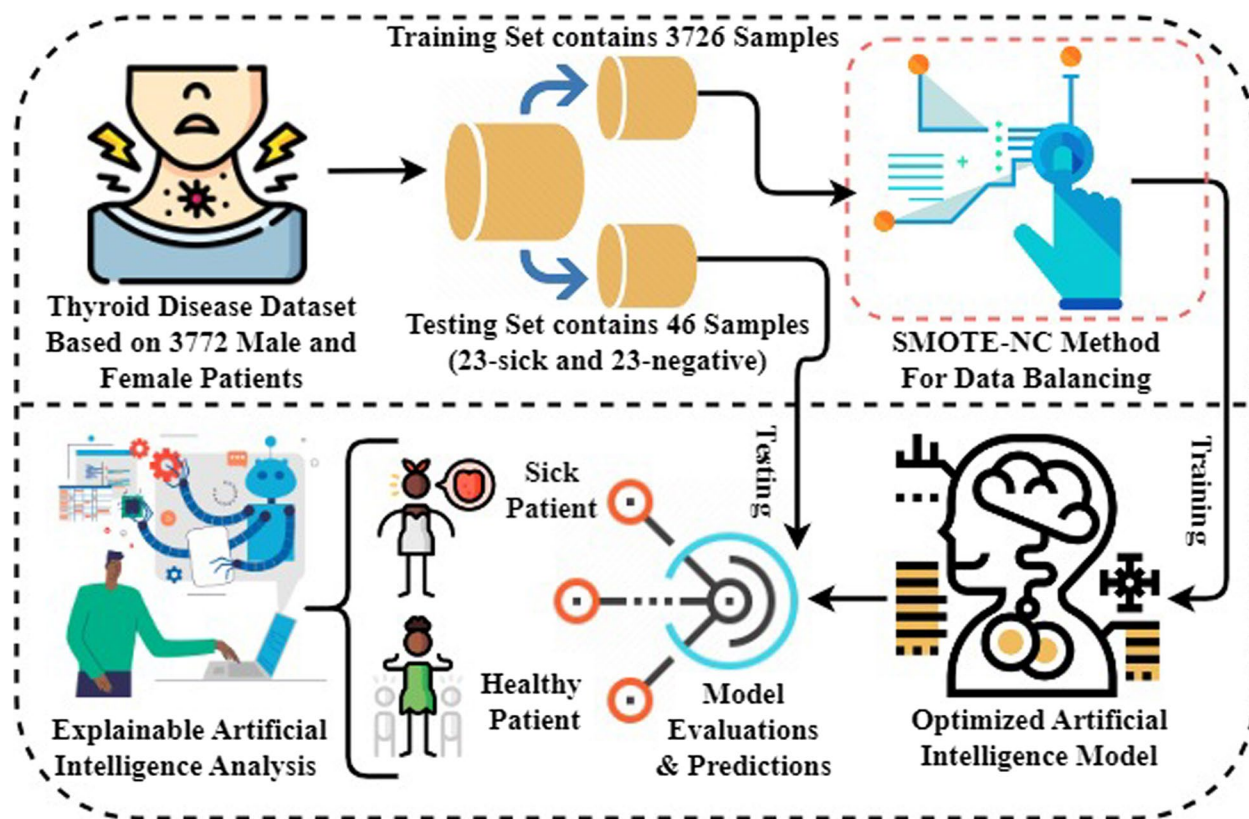 Training Set contains 3726 Samples
Thyroid Disease Dataset
Based on 3772 Male and
Female Patients
Testing Set contains 46 Samples
(23-sick and 23-negative)
SMOTE-NC Method
For Data Balancing
Testing
Training
Sick
Patient
Healthy
Patient
Explainable Artificial
Intelligence Analysis
Model
Evaluations
& Predictions
Optimized Artificial
Intelligence Model